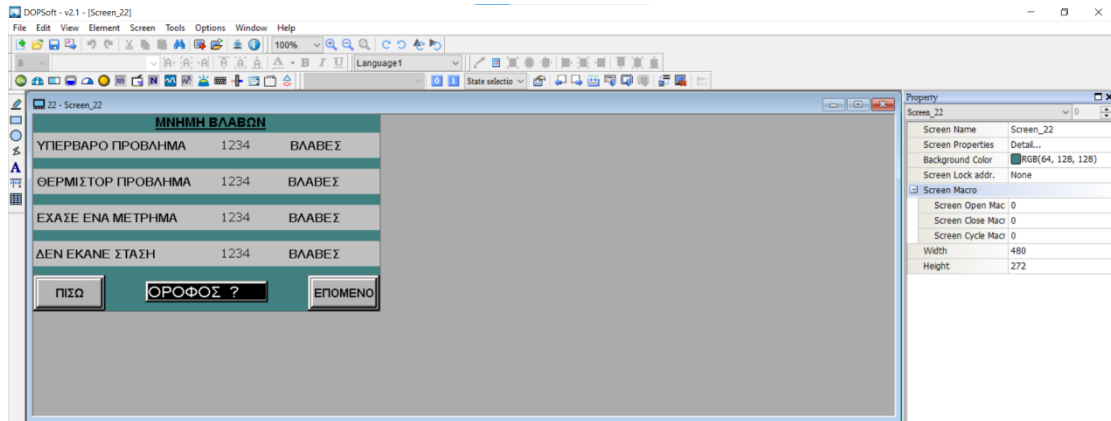 DOPSoft - v2.1 - [Screen_22]
File Edit View Element Screen Tools Options Window Help
100%
8 Language1
State selectio
22 - Screen_22
ΜΝΗΜΗ ΒΛΑΒΩΝ
ΥΠΕΡΒΑΡΟ ΠΡΟΒΛΗΜΑ 1234 ΒΛΑΒΕΣ
ΘΕΡΜΙΣΤΟΡ ΠΡΟΒΛΗΜΑ 1234 ΒΛΑΒΕΣ
ΕΧΑΣΕ ΕΝΑ ΜΕΤΡΗΜΑ 1234 ΒΛΑΒΕΣ
ΔΕΝ ΕΚΑΝΕ ΣΤΑΣΗ 1234 ΒΛΑΒΕΣ
ΠΙΣΩ ΟΡΟΦΟΣ ? ΕΠΟΜΕΝΟ
Property
Screen_22 0
Screen Name Screen_22
Screen Properties Detail...
Background Color RGB(64, 128, 128)
Screen Lock addr. None
Screen Macro
Screen Open Mac 0
Screen Close Macr 0
Screen Cycle Macr 0
Width 480
Height 272